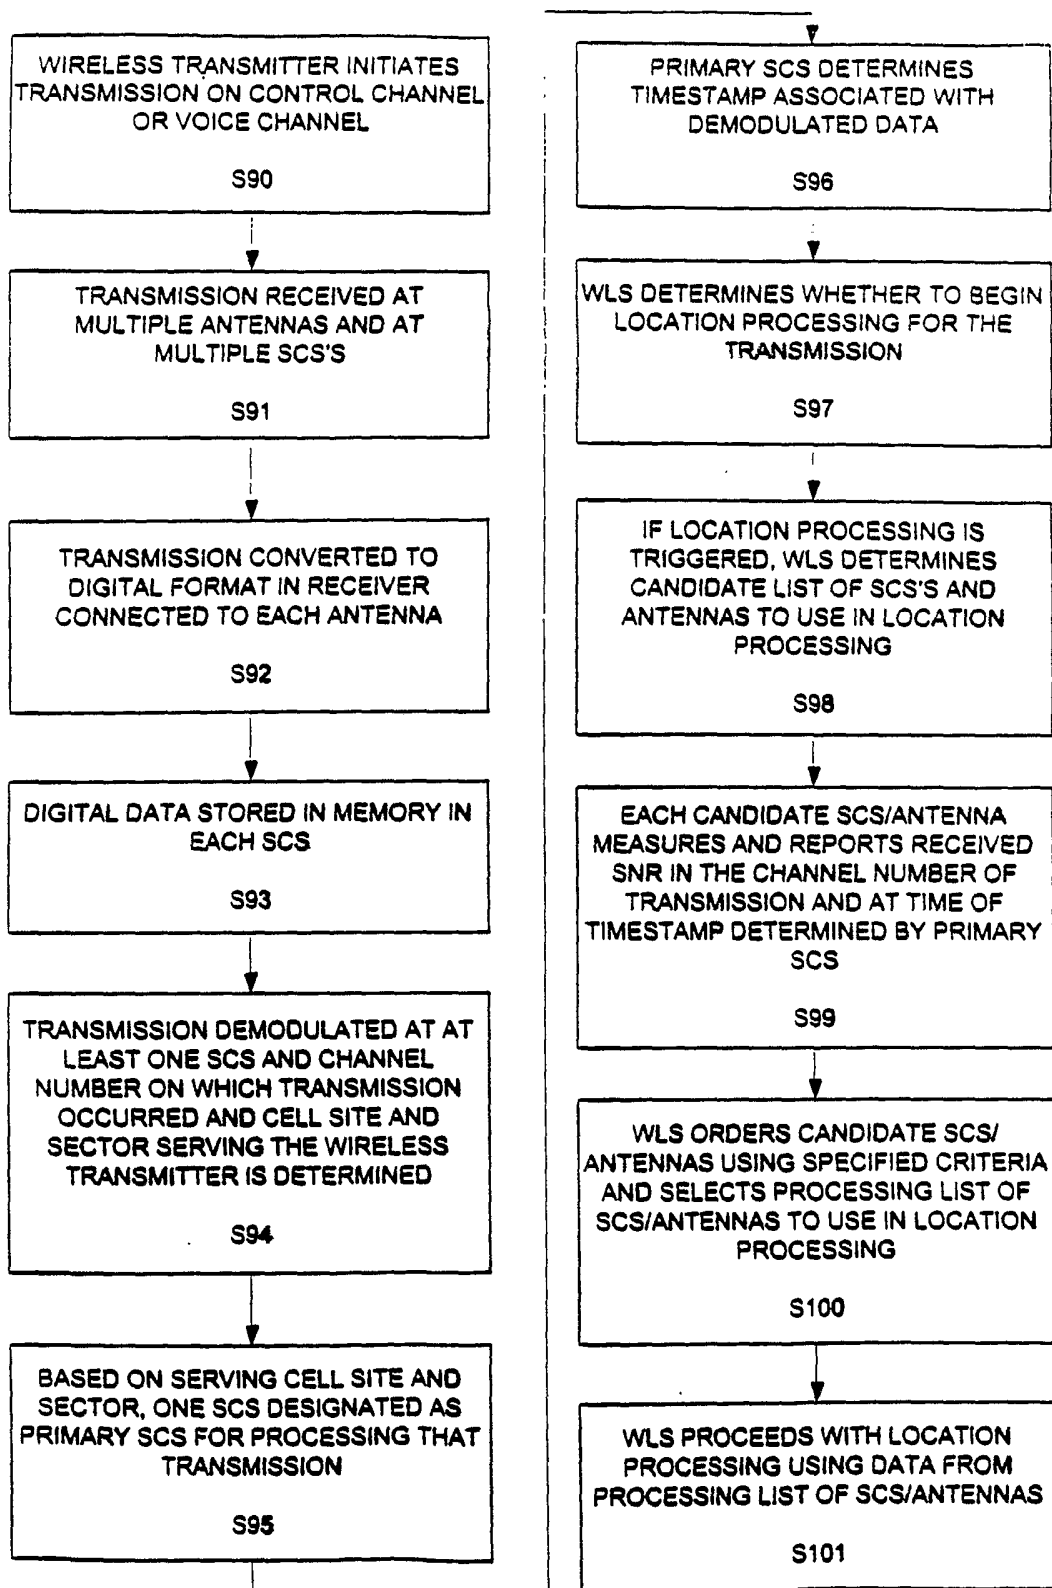 WIRELESS TRANSMITTER INITIATES
TRANSMISSION ON CONTROL CHANNEL
OR VOICE CHANNEL
S90
TRANSMISSION RECEIVED AT
MULTIPLE ANTENNAS AND AT
MULTIPLE SCS'S
S91
TRANSMISSION CONVERTED TO
DIGITAL FORMAT IN RECEIVER
CONNECTED TO EACH ANTENNA
S92
DIGITAL DATA STORED IN MEMORY IN
EACH SCS
S93
TRANSMISSION DEMODULATED AT AT
LEAST ONE SCS AND CHANNEL
NUMBER ON WHICH TRANSMISSION
OCCURRED AND CELL SITE AND
SECTOR SERVING THE WIRELESS
TRANSMITTER IS DETERMINED
S94
BASED ON SERVING CELL SITE AND
SECTOR, ONE SCS DESIGNATED AS
PRIMARY SCS FOR PROCESSING THAT
TRANSMISSION
S95
PRIMARY SCS DETERMINES
TIMESTAMP ASSOCIATED WITH
DEMODULATED DATA
S96
WLS DETERMINES WHETHER TO BEGIN
LOCATION PROCESSING FOR THE
TRANSMISSION
S97
IF LOCATION PROCESSING IS
TRIGGERED, WLS DETERMINES
CANDIDATE LIST OF SCS'S AND
ANTENNAS TO USE IN LOCATION
PROCESSING
S98
EACH CANDIDATE SCS/ANTENNA
MEASURES AND REPORTS RECEIVED
SNR IN THE CHANNEL NUMBER OF
TRANSMISSION AND AT TIME OF
TIMESTAMP DETERMINED BY PRIMARY
SCS
S99
WLS ORDERS CANDIDATE SCS/
ANTENNAS USING SPECIFIED CRITERIA
AND SELECTS PROCESSING LIST OF
SCS/ANTENNAS TO USE IN LOCATION
PROCESSING
S100
WLS PROCEEDS WITH LOCATION
PROCESSING USING DATA FROM
PROCESSING LIST OF SCS/ANTENNAS
S101